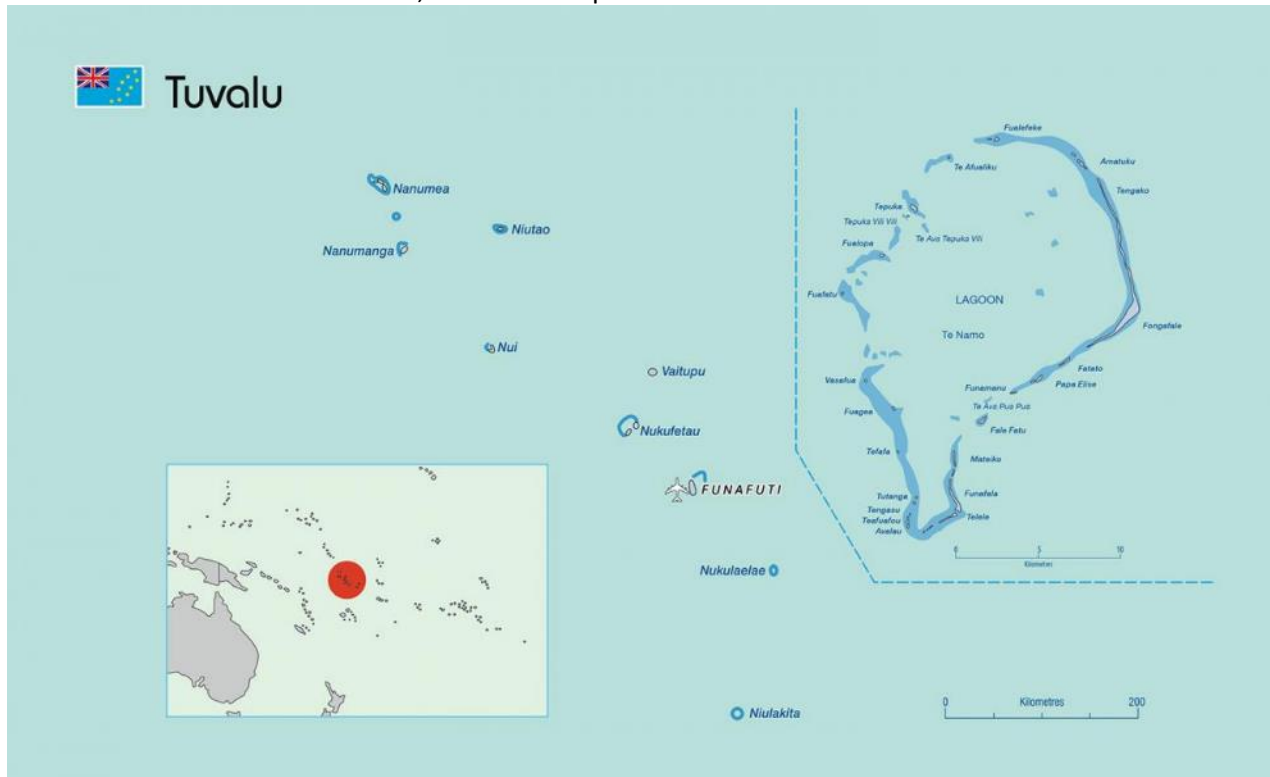 Tuvalu
Nanumea
Niutao
Nanumanga
Nui
Vaitupu
Nukufetau
FUNAFUTI
Nukulaelae
Niulakita
Fualefeke
Te Afualiku
Amatuku
Tengako
Tepuka
Tepuka Vili Vili
Te Ava Tepuka Vili
Fualopa
Fuafatu
LAGOON
Te Namo
Fongafale
Fatato
Papa Elise
Funamanu
Te Ava Pua Pua
Fale Fatu
Vasafua
Fuagea
Tefala
Mateiko
Tutanga
Funafala
Tengasu
Teafuafou
Telele
Avalau
0 5 10
Kilometres
0 Kilometres 200